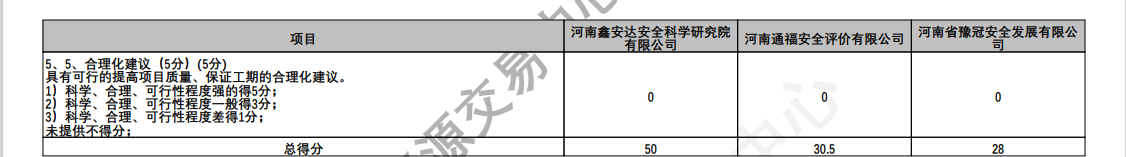 项目 河南鑫安达安全科学研究院有限公司 河南通福安全评价有限公司 河南省豫冠安全发展有限公司
5、5、合理化建议（5分）(5分)
具有可行的提高项目质量、保证工期的合理化建议。
1) 科学、合理、可行性程度强的得5分;
2) 科学、合理、可行性程度一般得3分;
3) 科学、合理、可行性程度差得1分;
未提供不得分;
0 0 0
总得分 50 30.5 28
源交易中心
中心